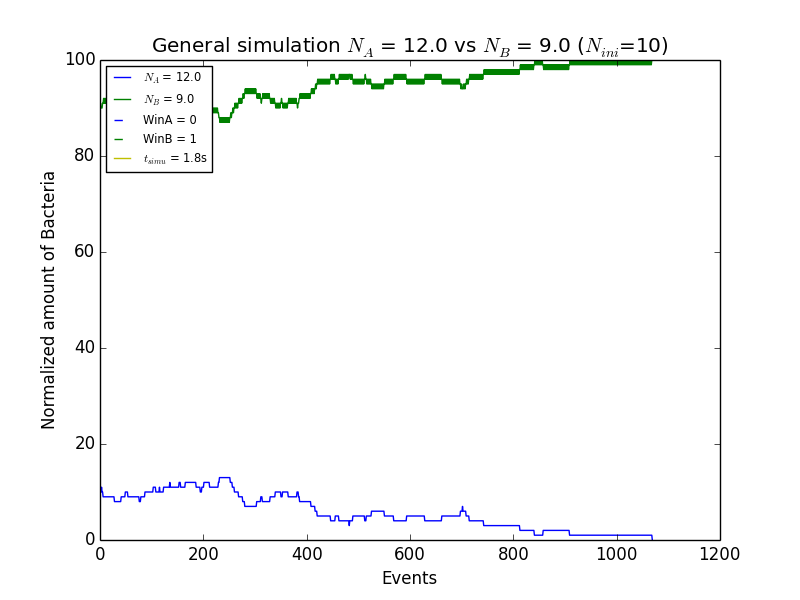 General simulation N_A = 12.0 vs N_B = 9.0 (N_ini=10)
100
80
60
40
20
0
Normalized amount of Bacteria
N_A = 12.0
N_B = 9.0
WinA = 0
WinB = 1
t_simu = 1.8s
0 200 400 600 800 1000 1200
Events